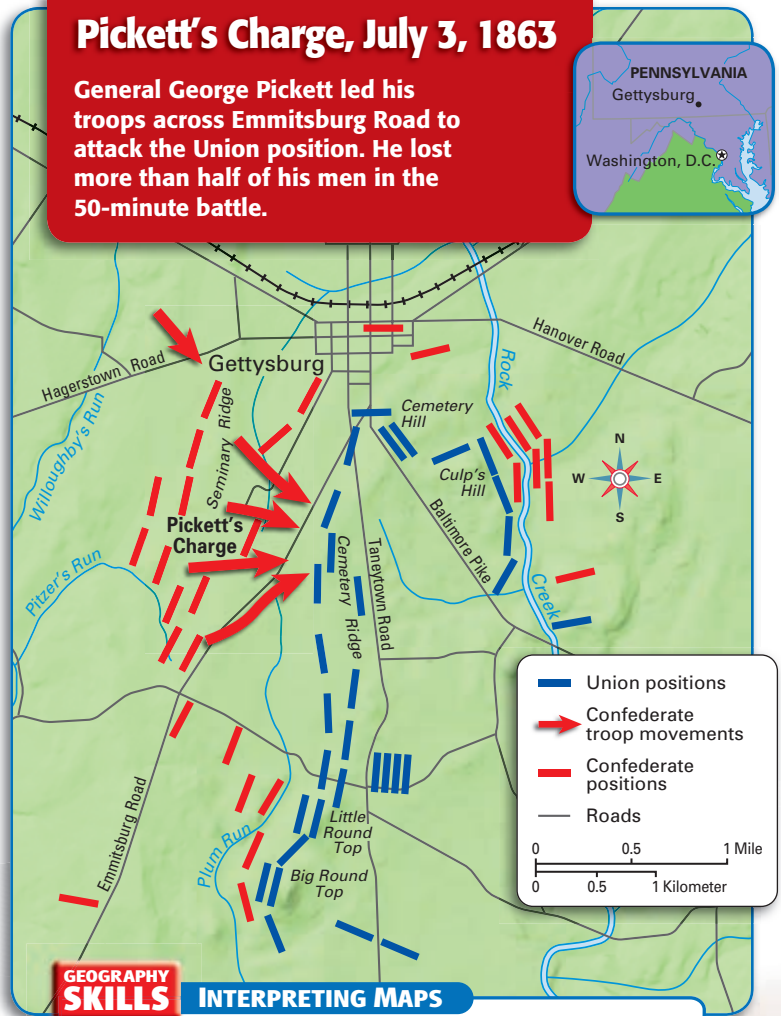 Pickett's Charge, July 3, 1863
General George Pickett led his
troops across Emmitsburg Road to
attack the Union position. He lost
more than half of his men in the
50-minute battle.
PENNSYLVANIA
Gettysburg
Washington, D.C.
Hanover Road
Hagerstown Road
Gettysburg
Rock
Willoughby's Run
Seminary Ridge
Cemetery
Hill
Culp's
Hill
N
W E
S
Pickett's
Charge
Baltimore Pike
Pitzer's Run
Cemetery Ridge
Taneytown Road
Creek
Union positions
Confederate
troop movements
Confederate
positions
Roads
0 0.5 1 Mile
0 0.5 1 Kilometer
Emmitsburg Road
Plum Run
Little
Round
Top
Big Round
Top
GEOGRAPHY
SKILLS
INTERPRETING MAPS